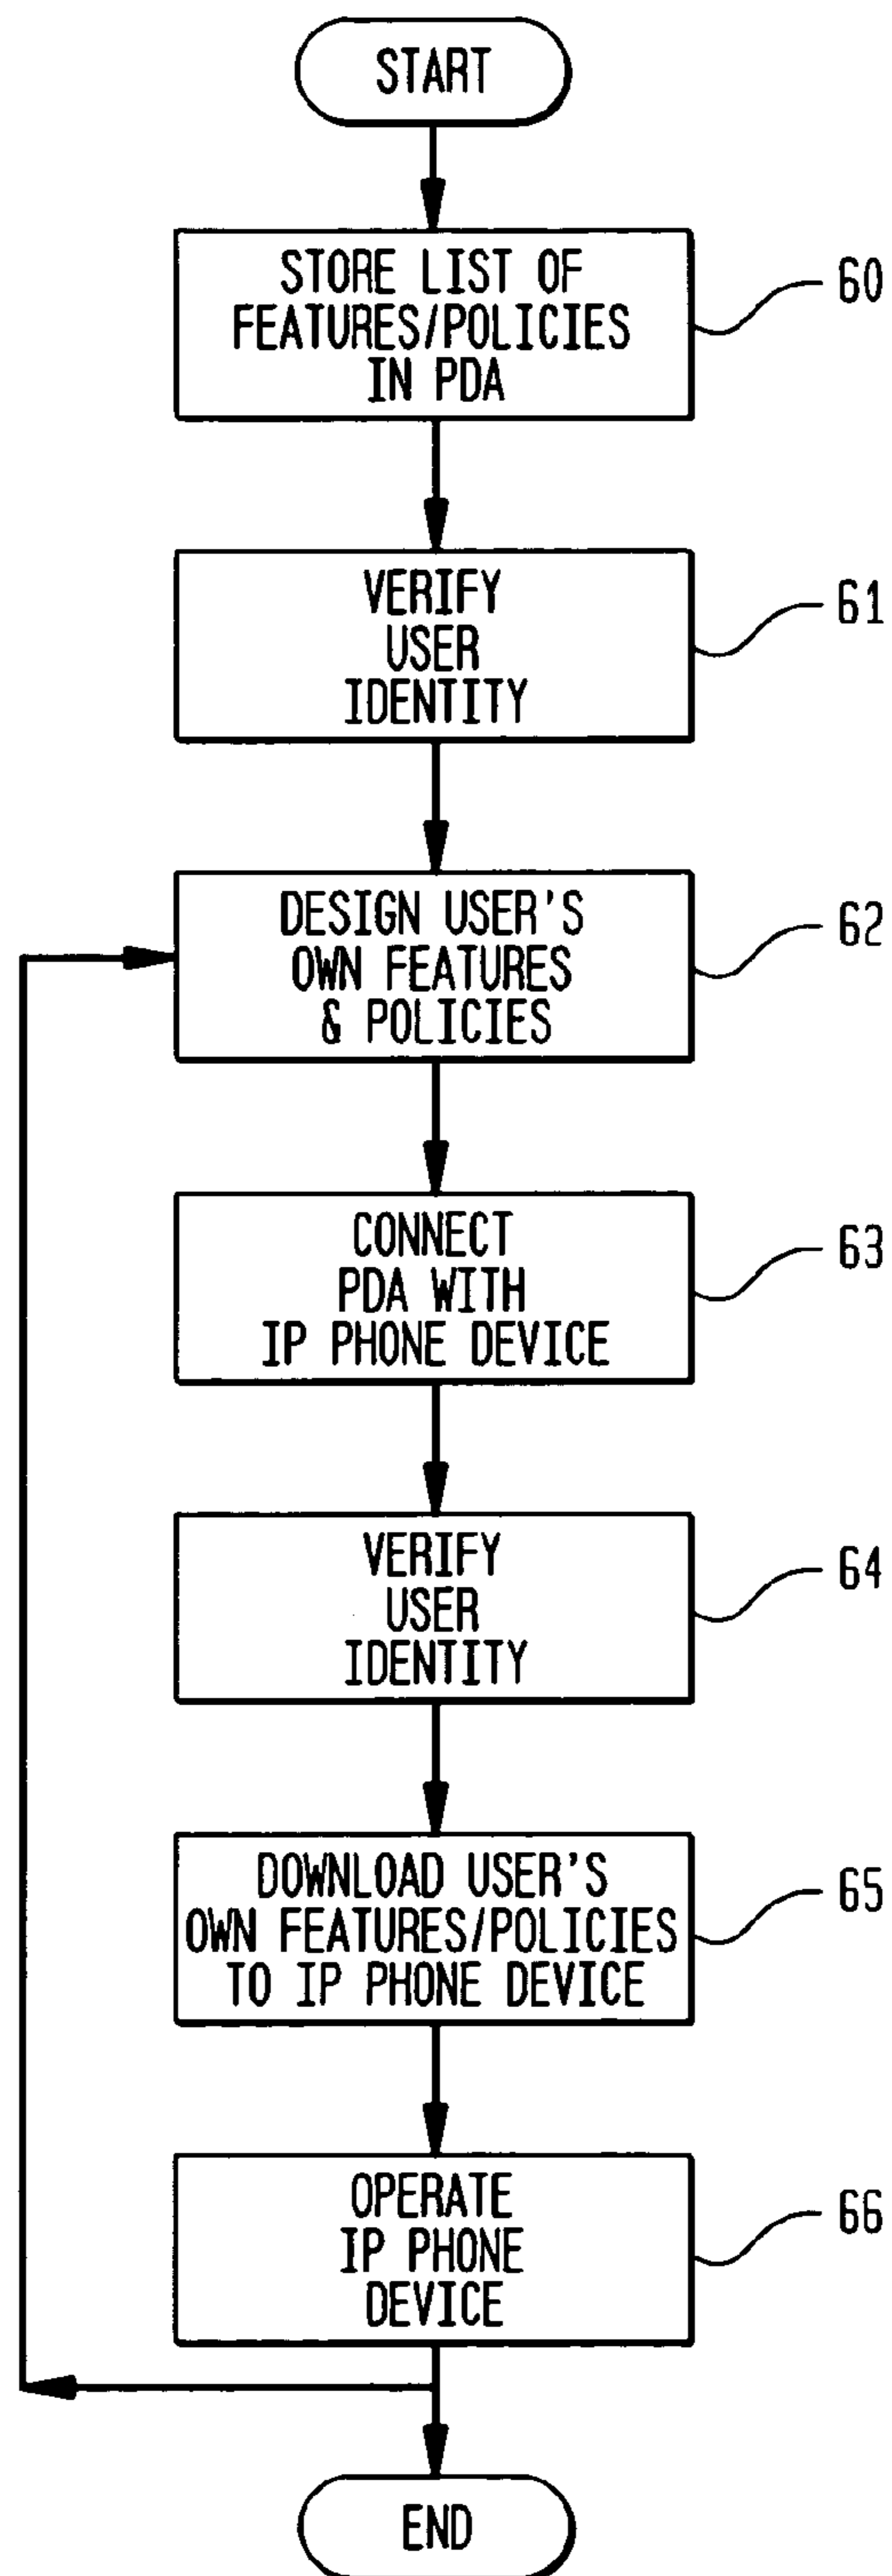 START
STORE LIST OF
FEATURES/POLICIES
IN PDA
60
VERIFY
USER
IDENTITY
61
DESIGN USER'S
OWN FEATURES
& POLICIES
62
CONNECT
PDA WITH
IP PHONE DEVICE
63
VERIFY
USER
IDENTITY
64
DOWNLOAD USER'S
OWN FEATURES/POLICIES
TO IP PHONE DEVICE
65
OPERATE
IP PHONE
DEVICE
66
END